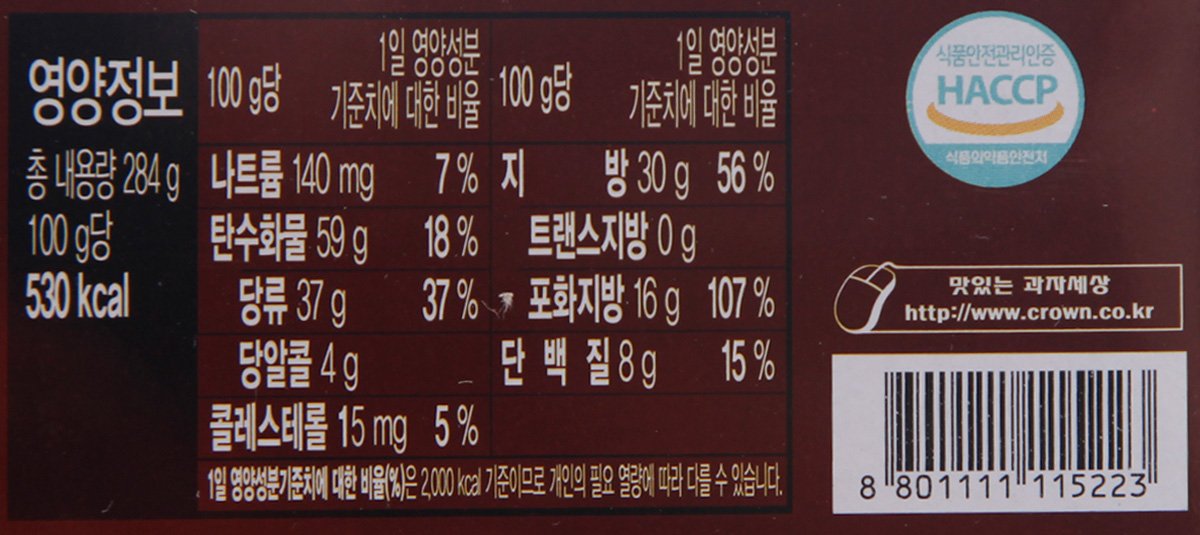 영양정보
총 내용량 284 g
100 g당
530 kcal
100 g당 1일 영양성분 기준치에 대한 비율 100 g당 1일 영양성분 기준치에 대한 비율
나트륨 140 mg 7 % 지 방 30 g 56 %
탄수화물 59 g 18 % 트랜스지방 0 g
당류 37 g 37 % 포화지방 16 g 107 %
당알콜 4 g 단 백 질 8 g 15 %
콜레스테롤 15 mg 5 %
1일 영양성분기준치에 대한 비율(%)은 2,000 kcal 기준이므로 개인의 필요 열량에 따라 다를 수 있습니다.
식품안전관리인증
HACCP
식품의약품안전처
맛있는 과자세상
http://www.crown.co.kr
8 801111 115223